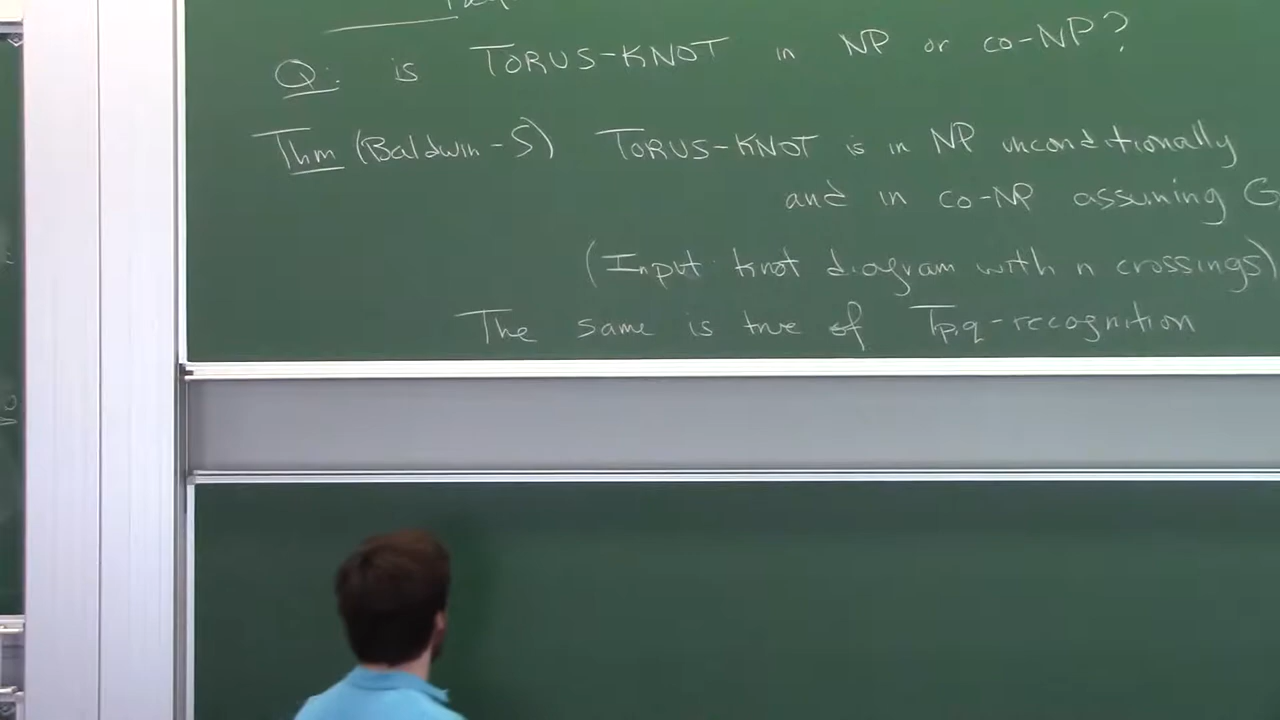 Q: is TORUS-KNOT in NP or co-NP?
Thm (Baldwin-S) TORUS-KNOT is in NP unconditionally
and in co-NP assuming G
(Input: knot diagram with n crossings)
The same is true of Tpq-recognition